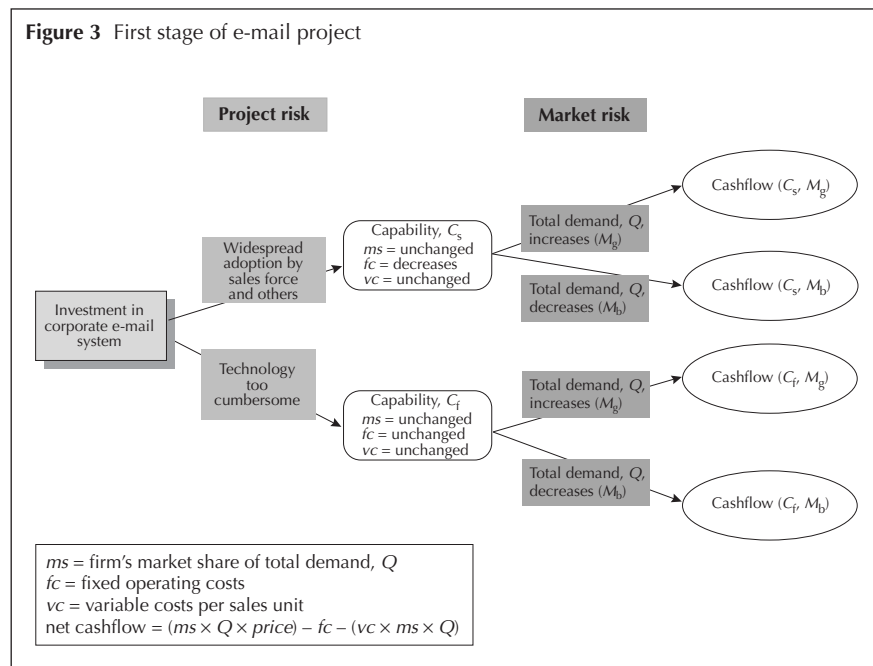 Figure 3 First stage of e-mail project
Project risk
Market risk
Investment in
corporate e-mail
system
Widespread
adoption by
sales force
and others
Technology
too
cumbersome
Capability, Cs
ms = unchanged
fc = decreases
vc = unchanged
Capability, Cf
ms = unchanged
fc = unchanged
vc = unchanged
Total demand, Q,
increases (Mg)
Total demand, Q,
decreases (Mb)
Total demand, Q,
increases (Mg)
Total demand, Q,
decreases (Mb)
Cashflow (Cs, Mg)
Cashflow (Cs, Mb)
Cashflow (Cf, Mg)
Cashflow (Cf, Mb)
ms = firm's market share of total demand, Q
fc = fixed operating costs
vc = variable costs per sales unit
net cashflow = (ms × Q × price) – fc – (vc × ms × Q)